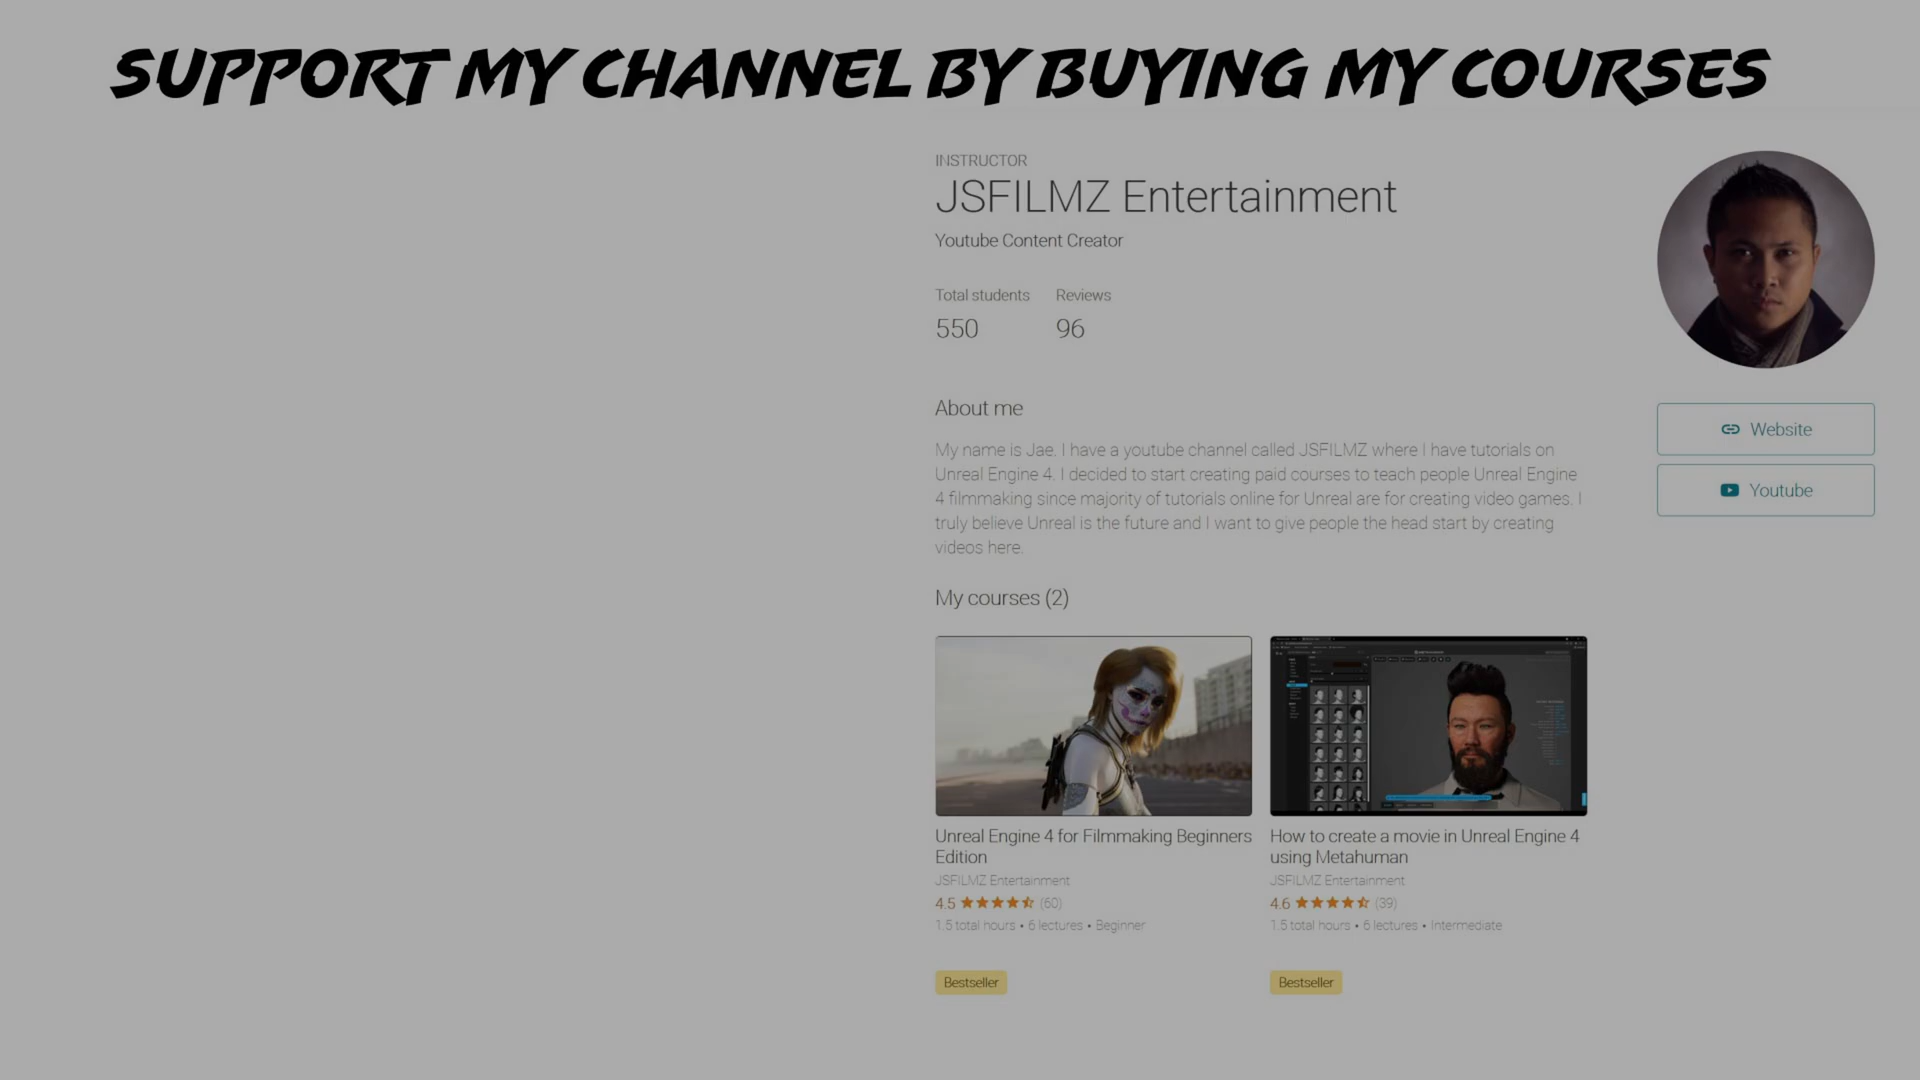 SUPPORT MY CHANNEL BY BUYING MY COURSES
INSTRUCTOR
JSFILMZ Entertainment
Youtube Content Creator
Total students Reviews
550 96
About me
My name is Jae. I have a youtube channel called JSFILMZ where I have tutorials on
Unreal Engine 4. I decided to start creating paid courses to teach people Unreal Engine
4 filmmaking since majority of tutorials online for Unreal are for creating video games. I
truly believe Unreal is the future and I want to give people the head start by creating
videos here.
Website
Youtube
My courses (2)
Unreal Engine 4 for Filmmaking Beginners
Edition
JSFILMZ Entertainment
4.5 (60)
1.5 total hours • 6 lectures • Beginner
Bestseller
How to create a movie in Unreal Engine 4
using Metahuman
JSFILMZ Entertainment
4.6 (39)
1.5 total hours • 6 lectures • Intermediate
Bestseller